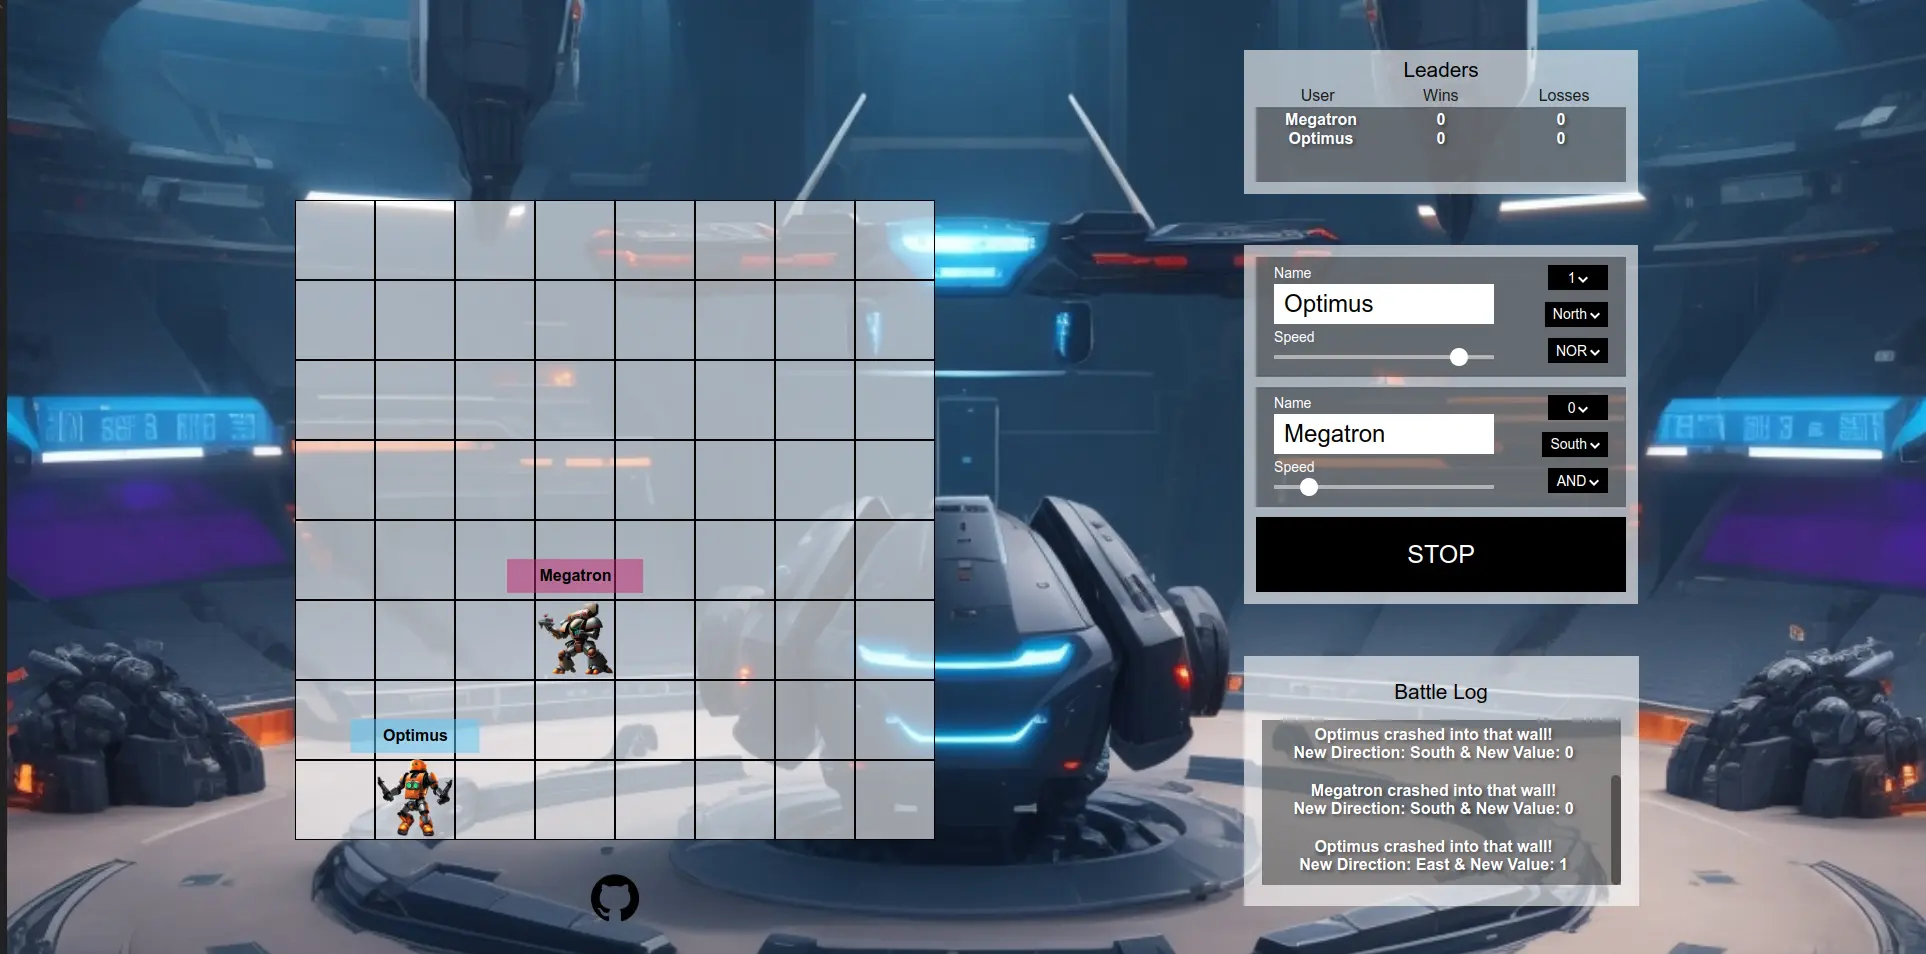 Leaders
User Wins Losses
Megatron 0 0
Optimus 0 0
Name
1
Optimus
North
Speed
NOR
Name
0
Megatron
South
Speed
AND
STOP
Megatron
Optimus
Battle Log
Optimus crashed into that wall!
New Direction: South & New Value: 0
Megatron crashed into that wall!
New Direction: South & New Value: 0
Optimus crashed into that wall!
New Direction: East & New Value: 1